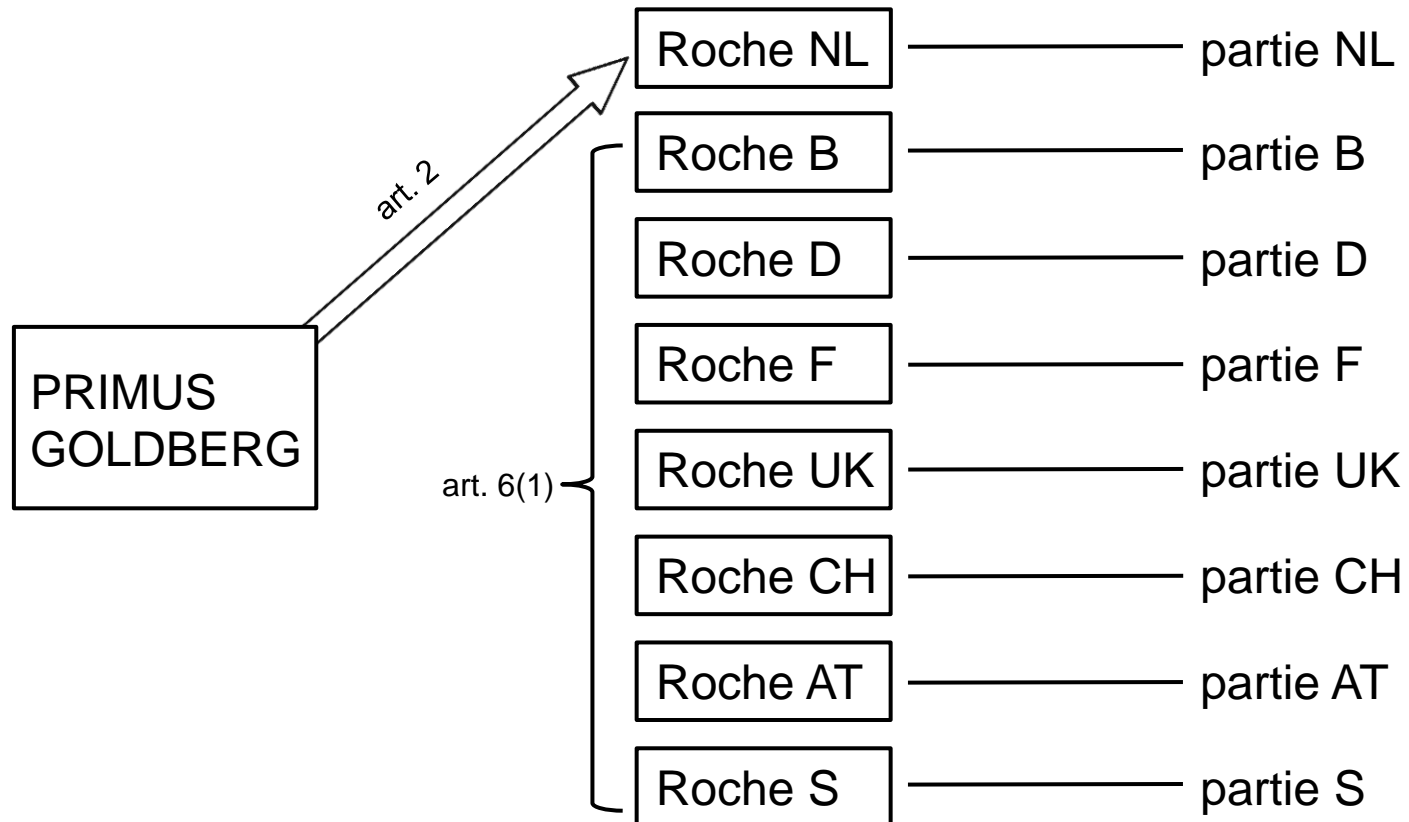 Roche NL
partie NL
Roche B
partie B
art. 2
Roche D
partie D
PRIMUS
GOLDBERG
Roche F
partie F
art. 6(1)
Roche UK
partie UK
Roche CH
partie CH
Roche AT
partie AT
Roche S
partie S